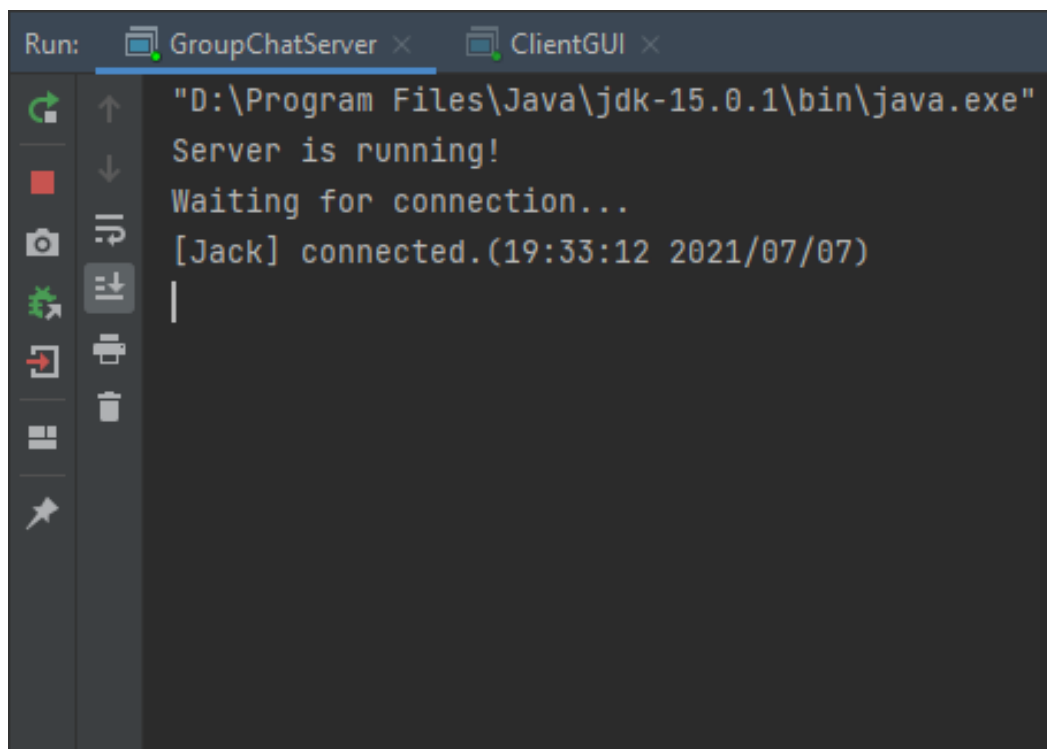 Run: GroupChatServer × ClientGUI ×
"D:\Program Files\Java\jdk-15.0.1\bin\java.exe"
Server is running!
Waiting for connection...
[Jack] connected.(19:33:12 2021/07/07)